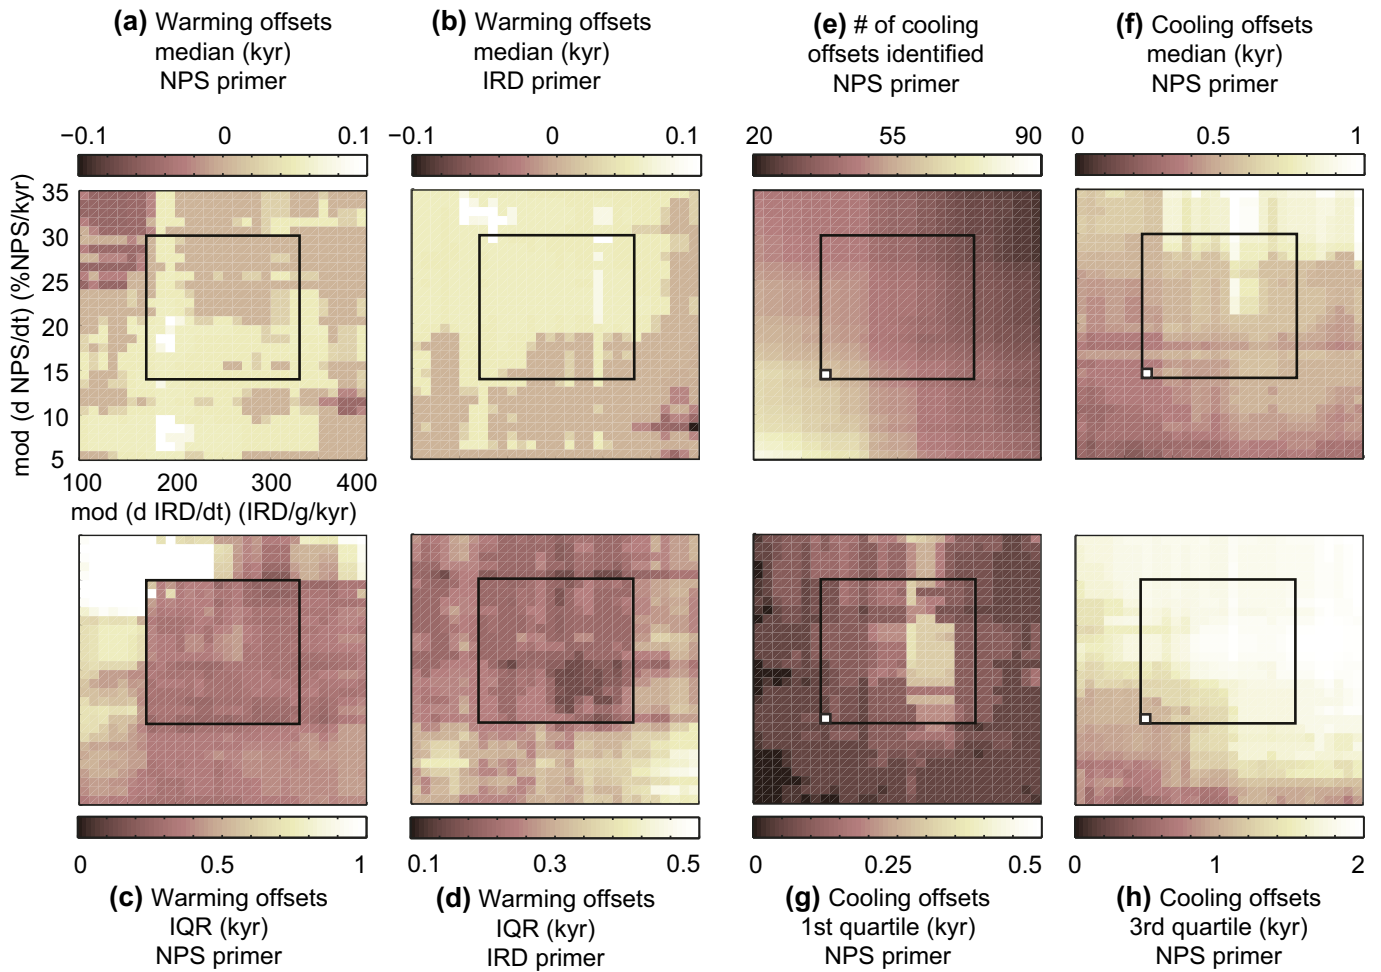 (a) Warming offsets
median (kyr)
NPS primer
(b) Warming offsets
median (kyr)
IRD primer
(e) # of cooling
offsets identified
NPS primer
(f) Cooling offsets
median (kyr)
NPS primer
−0.1 0 0.1
−0.1 0 0.1
20 55 90
0 0.5 1
mod (d NPS/dt) (%NPS/kyr)
35
30
25
20
15
10
5
100 200 300 400
mod (d IRD/dt) (IRD/g/kyr)
0 0.5 1
0.1 0.3 0.5
0 0.25 0.5
0 1 2
(c) Warming offsets
IQR (kyr)
NPS primer
(d) Warming offsets
IQR (kyr)
IRD primer
(g) Cooling offsets
1st quartile (kyr)
NPS primer
(h) Cooling offsets
3rd quartile (kyr)
NPS primer